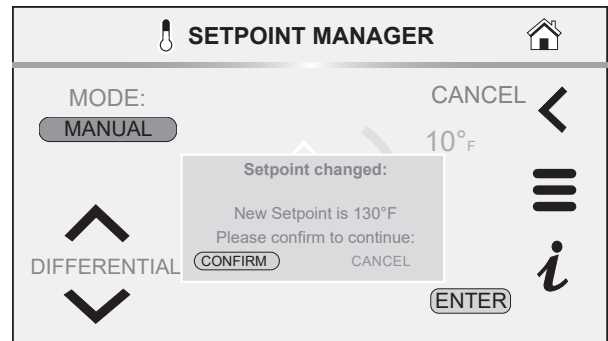 SETPOINT MANAGER
MODE:
MANUAL
CANCEL
10°F
Setpoint changed:
New Setpoint is 130°F
Please confirm to continue:
CONFIRM
CANCEL
DIFFERENTIAL
ENTER
i